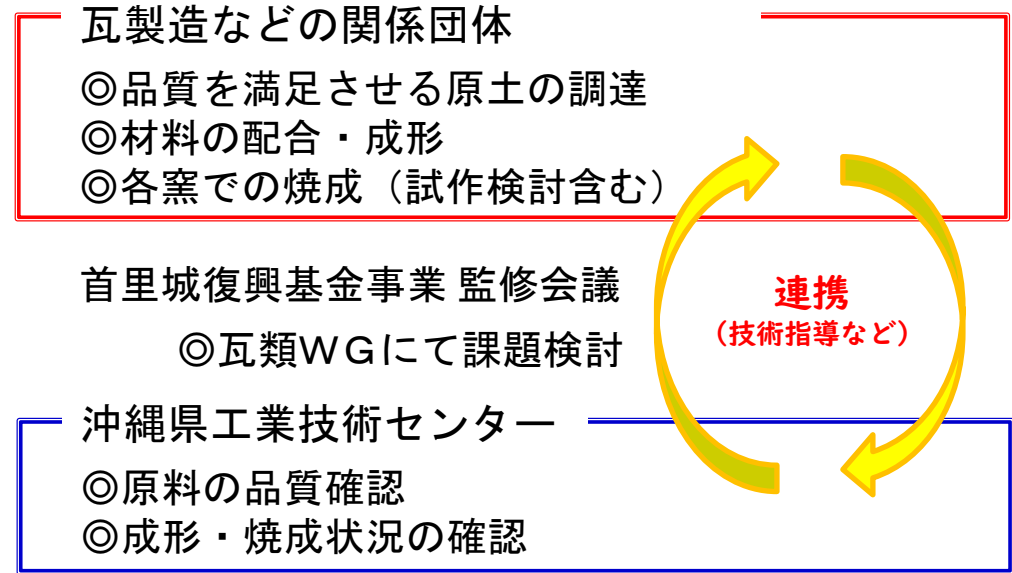 瓦製造などの関係団体
◎品質を満足させる原土の調達
◎材料の配合・成形
◎各窯での焼成（試作検討含む）
首里城復興基金事業 監修会議
◎瓦類ＷＧにて課題検討
連携
（技術指導など）
沖縄県工業技術センター
◎原料の品質確認
◎成形・焼成状況の確認